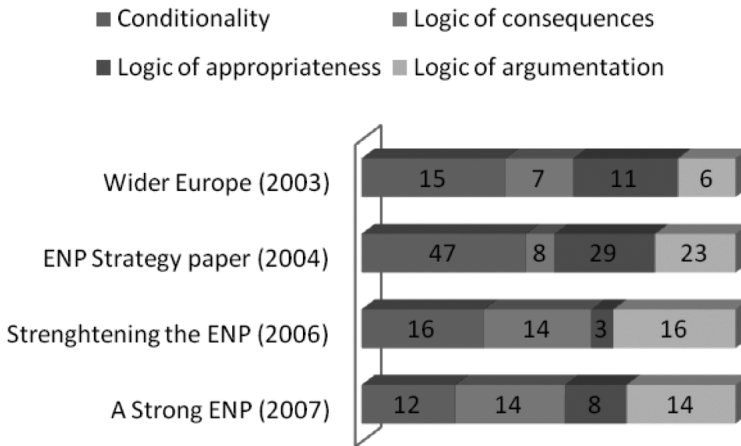 Conditionality Logic of consequences
Logic of appropriateness Logic of argumentation
Wider Europe (2003) 15 7 11 6
ENP Strategy paper (2004) 47 8 29 23
Strenghtening the ENP (2006) 16 14 3 16
A Strong ENP (2007) 12 14 8 14